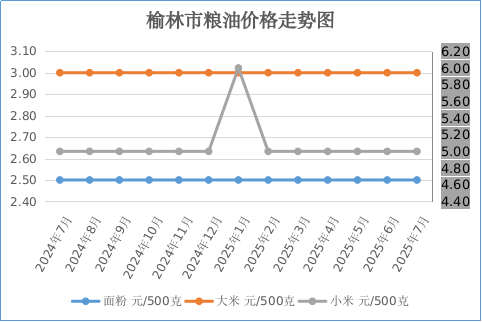 榆林市粮油价格走势图
3.10
3.00
2.90
2.80
2.70
2.60
2.50
2.40
6.20
6.00
5.80
5.60
5.40
5.20
5.00
4.80
4.60
4.40
2024年7月
2024年8月
2024年9月
2024年10月
2024年11月
2024年12月
2025年1月
2025年2月
2025年3月
2025年4月
2025年5月
2025年6月
2025年7月
面粉 元/500克 大米 元/500克 小米 元/500克